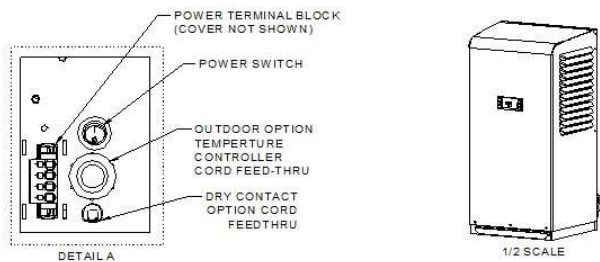 POWER TERMINAL BLOCK
(COVER NOT SHOWN)
POWER SWITCH
OUTDOOR OPTION
TEMPERTURE
CONTROLLER
CORD FEED-THRU
DRY CONTACT
OPTION CORD
FEEDTHRU
DETAIL A
1/2 SCALE